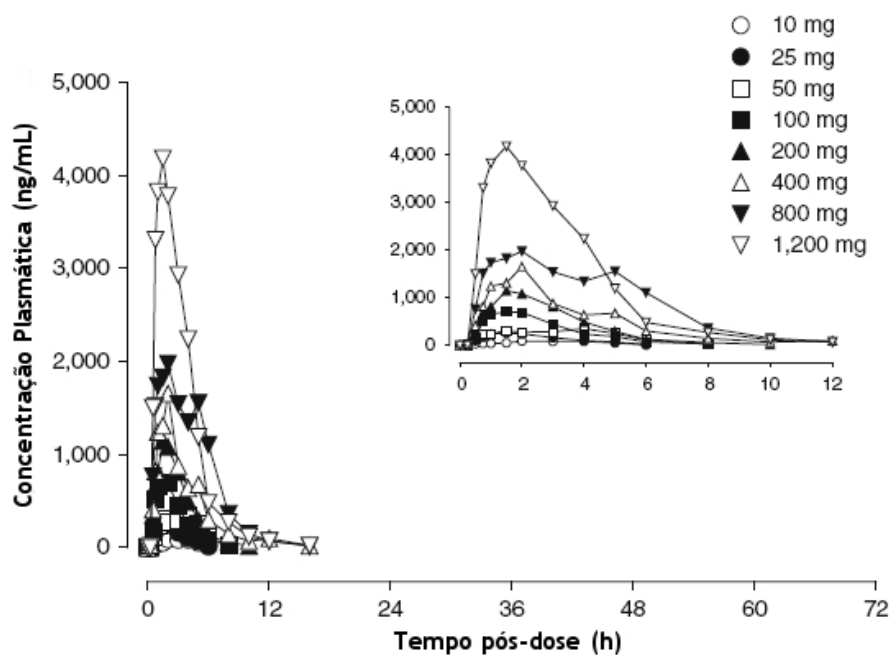 10 mg
25 mg
50 mg
100 mg
200 mg
400 mg
800 mg
1,200 mg
5,000
4,000
3,000
2,000
1,000
0
Concentração Plasmática (ng/mL)
5,000
4,000
3,000
2,000
1,000
0
0 2 4 6 8 10 12
0 12 24 36 48 60 72
Tempo pós-dose (h)